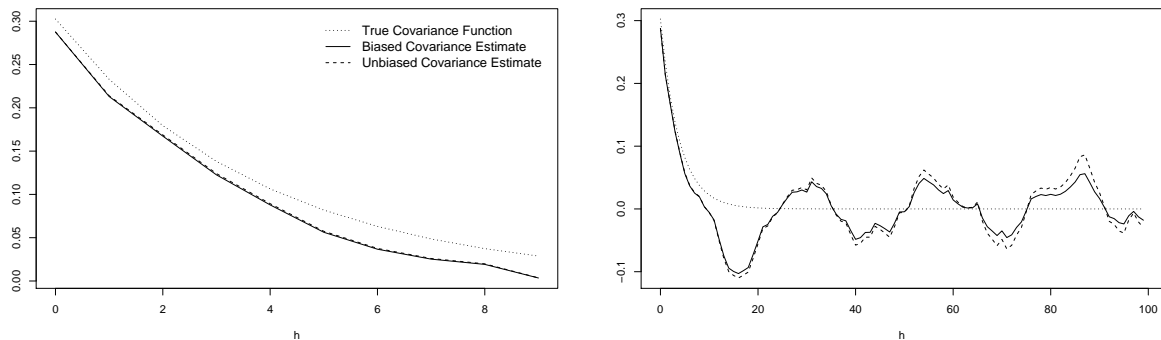 0.30
0.25
0.20
0.15
0.10
0.05
0.00
0 2 4 6 8
h
True Covariance Function
Biased Covariance Estimate
Unbiased Covariance Estimate
0.3
0.2
0.1
0.0
−0.1
0 20 40 60 80 100
h